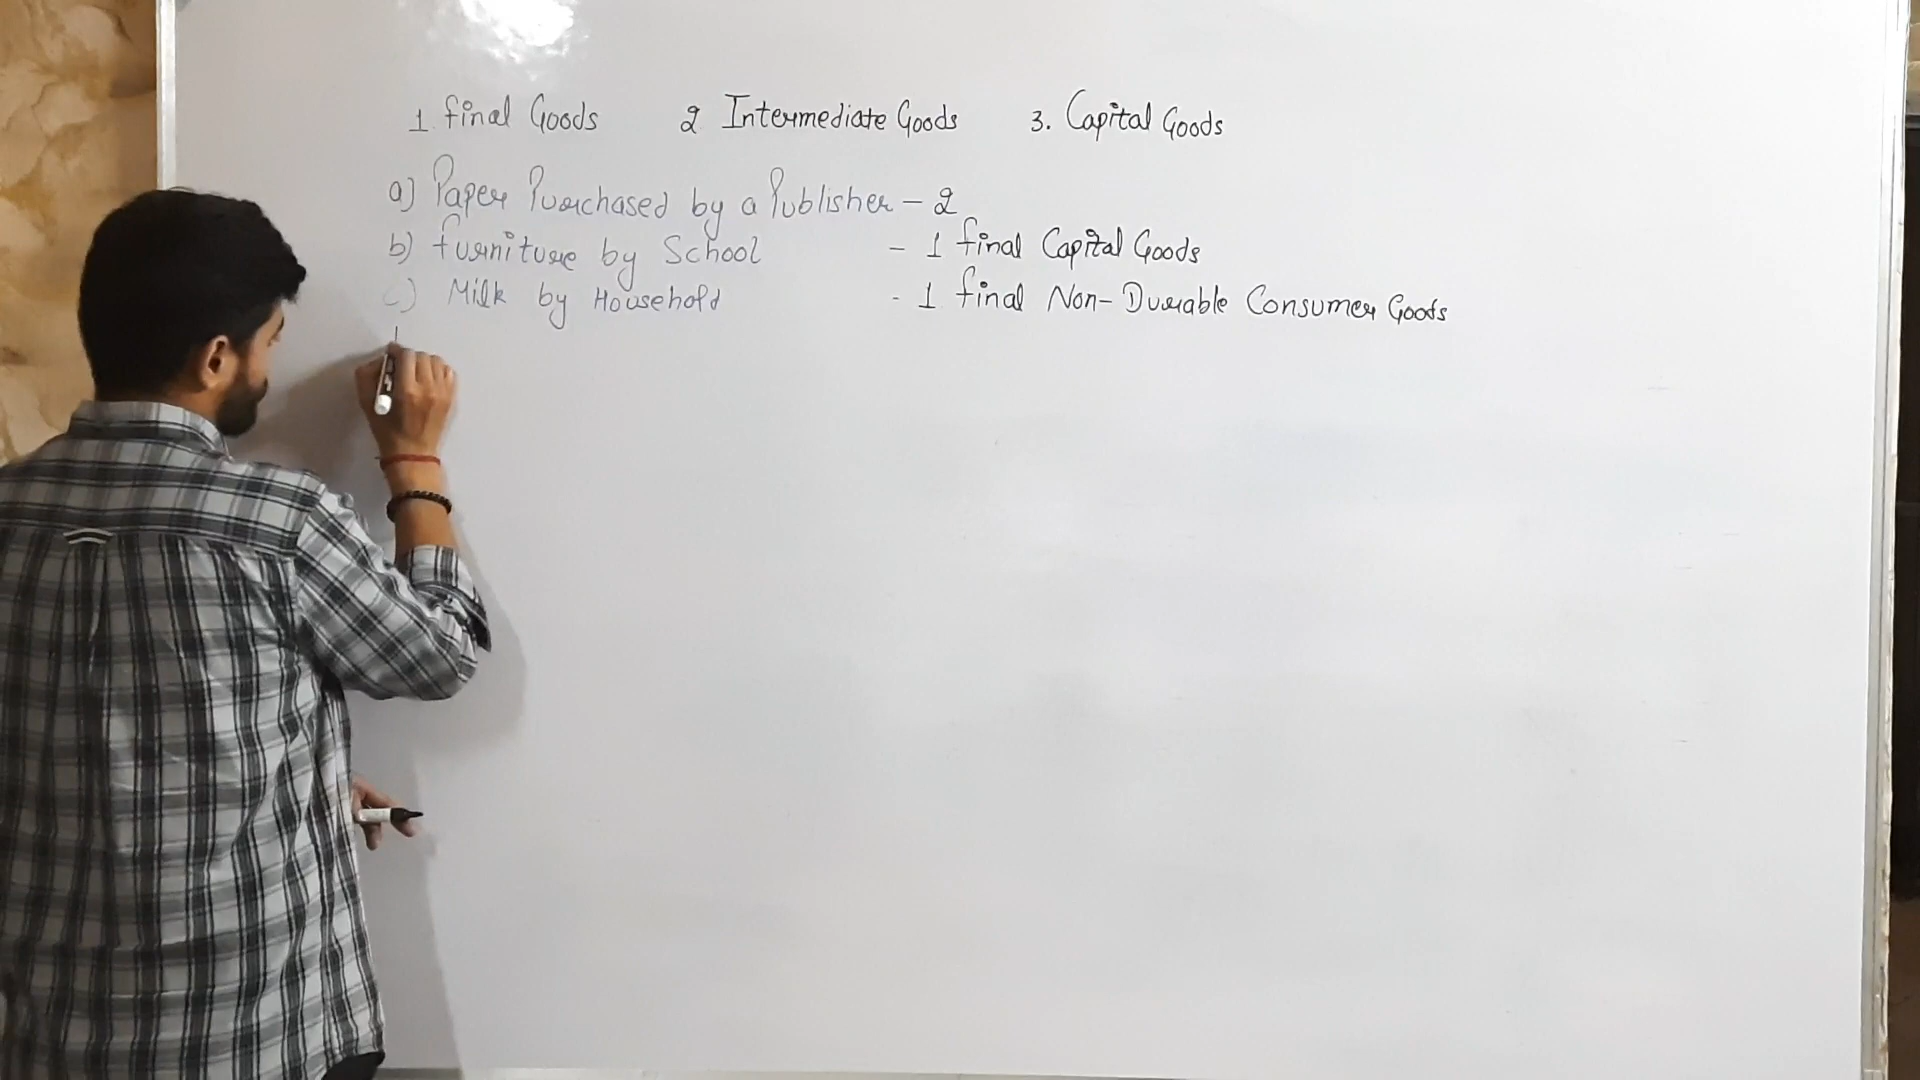 1. Final Goods 2 Intermediate Goods 3. Capital Goods
a) Paper Purchased by a Publisher - 2
b) furniture by School - 1 final Capital Goods
c) Milk by Household - 1 final Non-Durable Consumer Goods